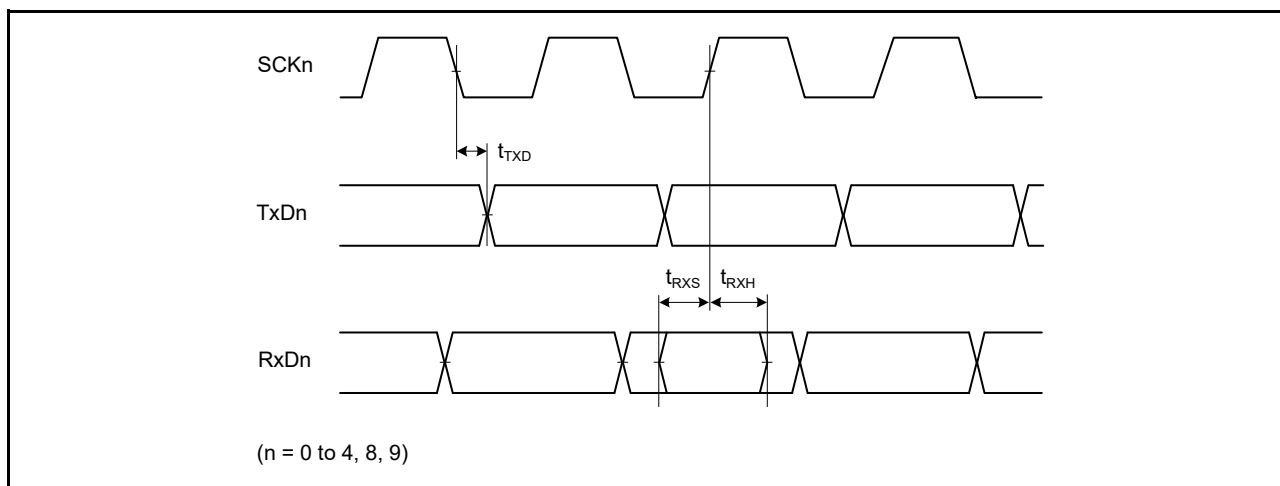 SCKn
tTXD
TxDn
tRXS tRXH
RxDn
(n = 0 to 4, 8, 9)